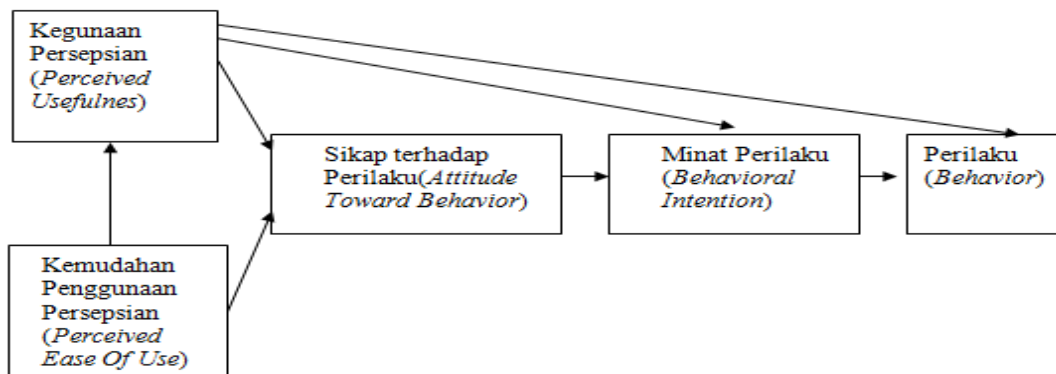 Kegunaan
Persepsian
(Perceived
Usefulnes)
Sikap terhadap
Perilaku(Attitude
Toward Behavior)
Minat Perilaku
(Behavioral
Intention)
Perilaku
(Behavior)
Kemudahan
Penggunaan
Persepsian
(Perceived
Ease Of Use)